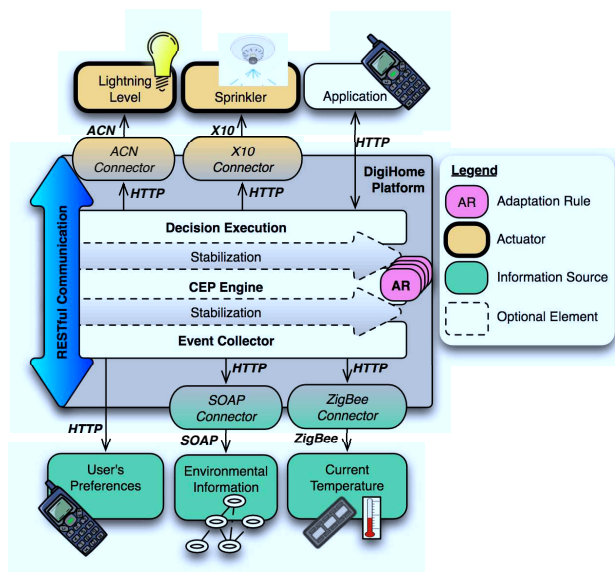 Lightning
Level
Sprinkler
Application
ACN
X10
HTTP
ACN
Connector
X10
Connector
DigiHome
Platform
HTTP
HTTP
RESTful Communication
Decision Execution
Stabilization
CEP Engine
AR
Stabilization
Event Collector
HTTP
HTTP
SOAP
Connector
ZigBee
Connector
HTTP
SOAP
ZigBee
User's
Preferences
Environmental
Information
Current
Temperature
Legend
AR
Adaptation Rule
Actuator
Information Source
Optional Element